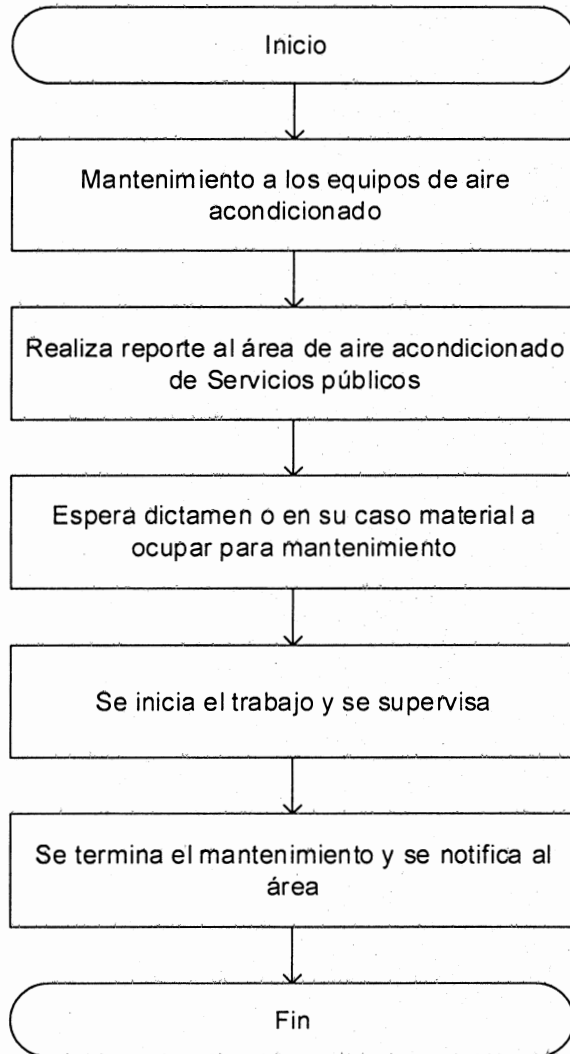 Inicio
Mantenimiento a los equipos de aire
acondicionado
Realiza reporte al área de aire acondicionado
de Servicios públicos
Espera dictamen o en su caso material a
ocupar para mantenimiento
Se inicia el trabajo y se supervisa
Se termina el mantenimiento y se notifica al
área
Fin